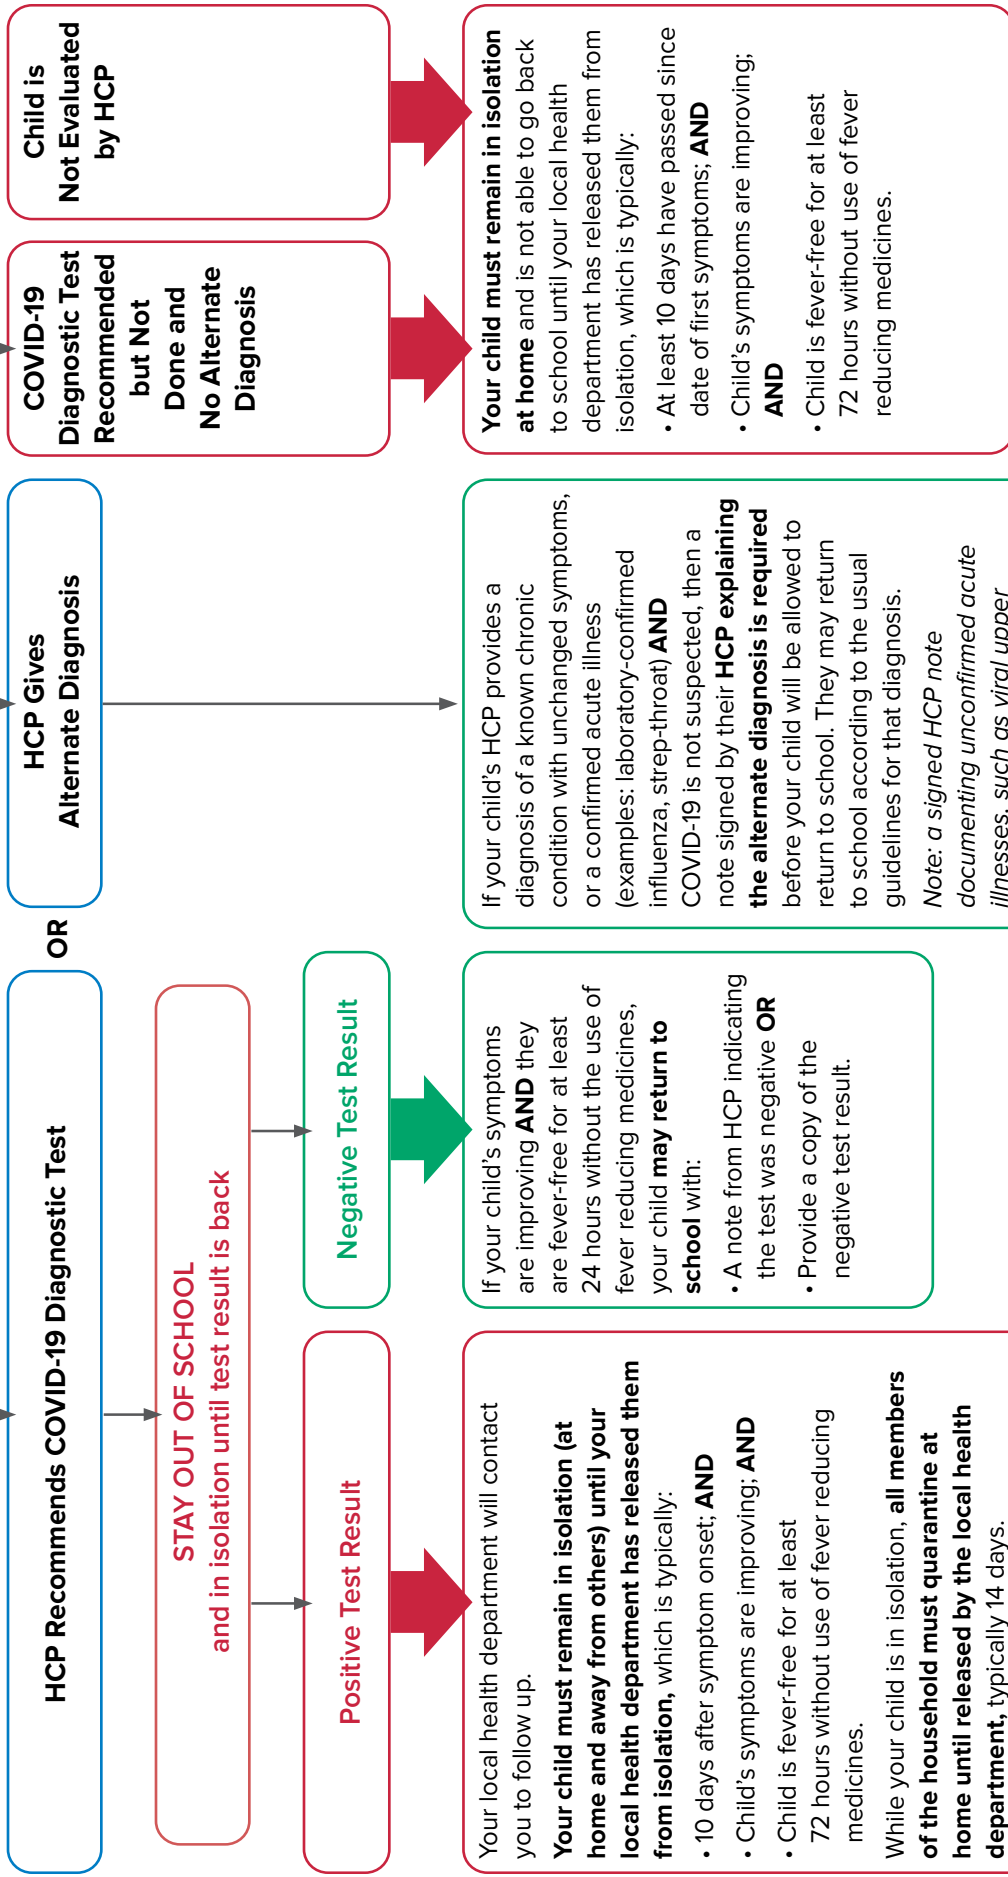 HCP Recommends COVID-19 Diagnostic Test
OR
HCP Gives
Alternate Diagnosis
COVID-19
Diagnostic Test
Recommended
but Not
Done and
No Alternate
Diagnosis
Child is
Not Evaluated
by HCP
STAY OUT OF SCHOOL
and in isolation until test result is back
Positive Test Result
Negative Test Result
Your local health department will contact
you to follow up.
Your child must remain in isolation (at
home and away from others) until your
local health department has released them
from isolation, which is typically:
• 10 days after symptom onset; AND
• Child's symptoms are improving; AND
• Child is fever-free for at least
72 hours without use of fever reducing
medicines.
While your child is in isolation, all members
of the household must quarantine at
home until released by the local health
department, typically 14 days.
If your child's symptoms
are improving AND they
are fever-free for at least
24 hours without the use of
fever reducing medicines,
your child may return to
school with:
• A note from HCP indicating
the test was negative OR
• Provide a copy of the
negative test result.
If your child's HCP provides a
diagnosis of a known chronic
condition with unchanged symptoms,
or a confirmed acute illness
(examples: laboratory-confirmed
influenza, strep-throat) AND
COVID-19 is not suspected, then a
note signed by their HCP explaining
the alternate diagnosis is required
before your child will be allowed to
return to school. They may return
to school according to the usual
guidelines for that diagnosis.
Note: a signed HCP note
documenting unconfirmed acute
illnesses, such as viral upper
Your child must remain in isolation
at home and is not able to go back
to school until your local health
department has released them from
isolation, which is typically:
• At least 10 days have passed since
date of first symptoms; AND
• Child's symptoms are improving;
AND
• Child is fever-free for at least
72 hours without use of fever
reducing medicines.